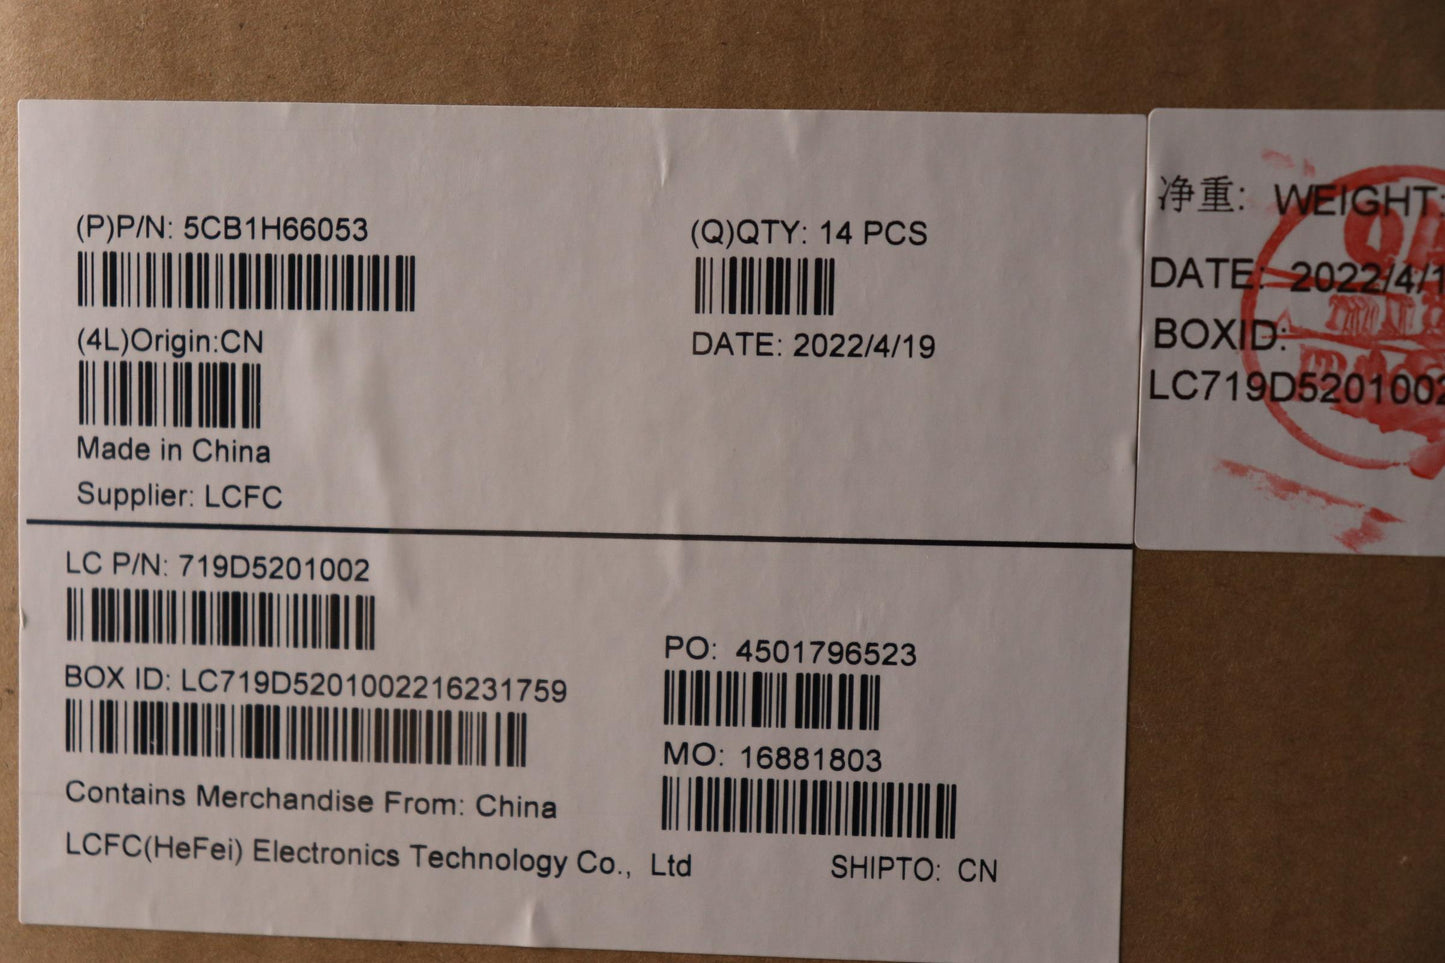 (P)P/N: 5CB1H66053
(Q)QTY: 14 PCS
(4L)Origin:CN
DATE: 2022/4/19
Made in China
Supplier: LCFC
LC P/N: 719D5201002
BOX ID: LC719D5201002216231759
PO: 4501796523
MO: 16881803
Contains Merchandise From: China
LCFC(HeFei) Electronics Technology Co., Ltd
SHIPTO: CN
净重: WEIGHT:
DATE: 2022/4/1
BOXID:
LC719D5201002